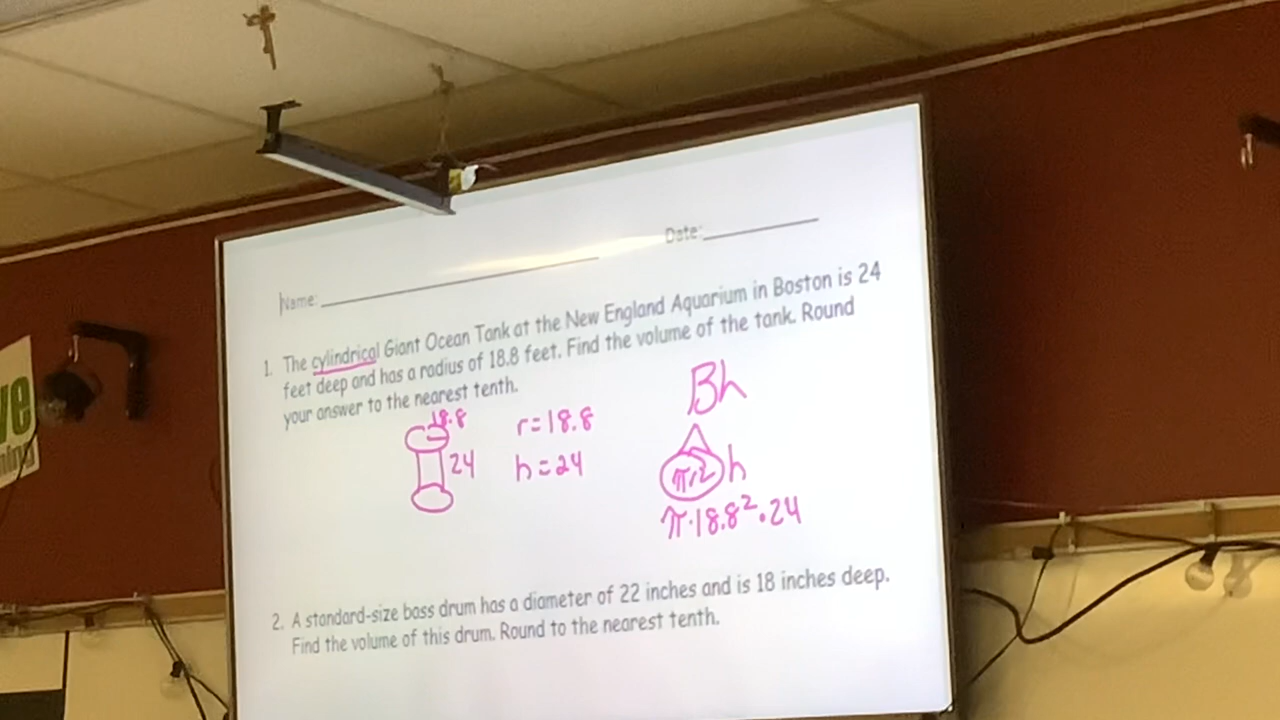 Date:
Name:
1. The cylindrical Giant Ocean Tank at the New England Aquarium in Boston is 24
feet deep and has a radius of 18.8 feet. Find the volume of the tank. Round
your answer to the nearest tenth.
18.8
24
r=18.8
h=24
Bh
πr2h
π·18.8²·24
2. A standard-size bass drum has a diameter of 22 inches and is 18 inches deep.
Find the volume of this drum. Round to the nearest tenth.